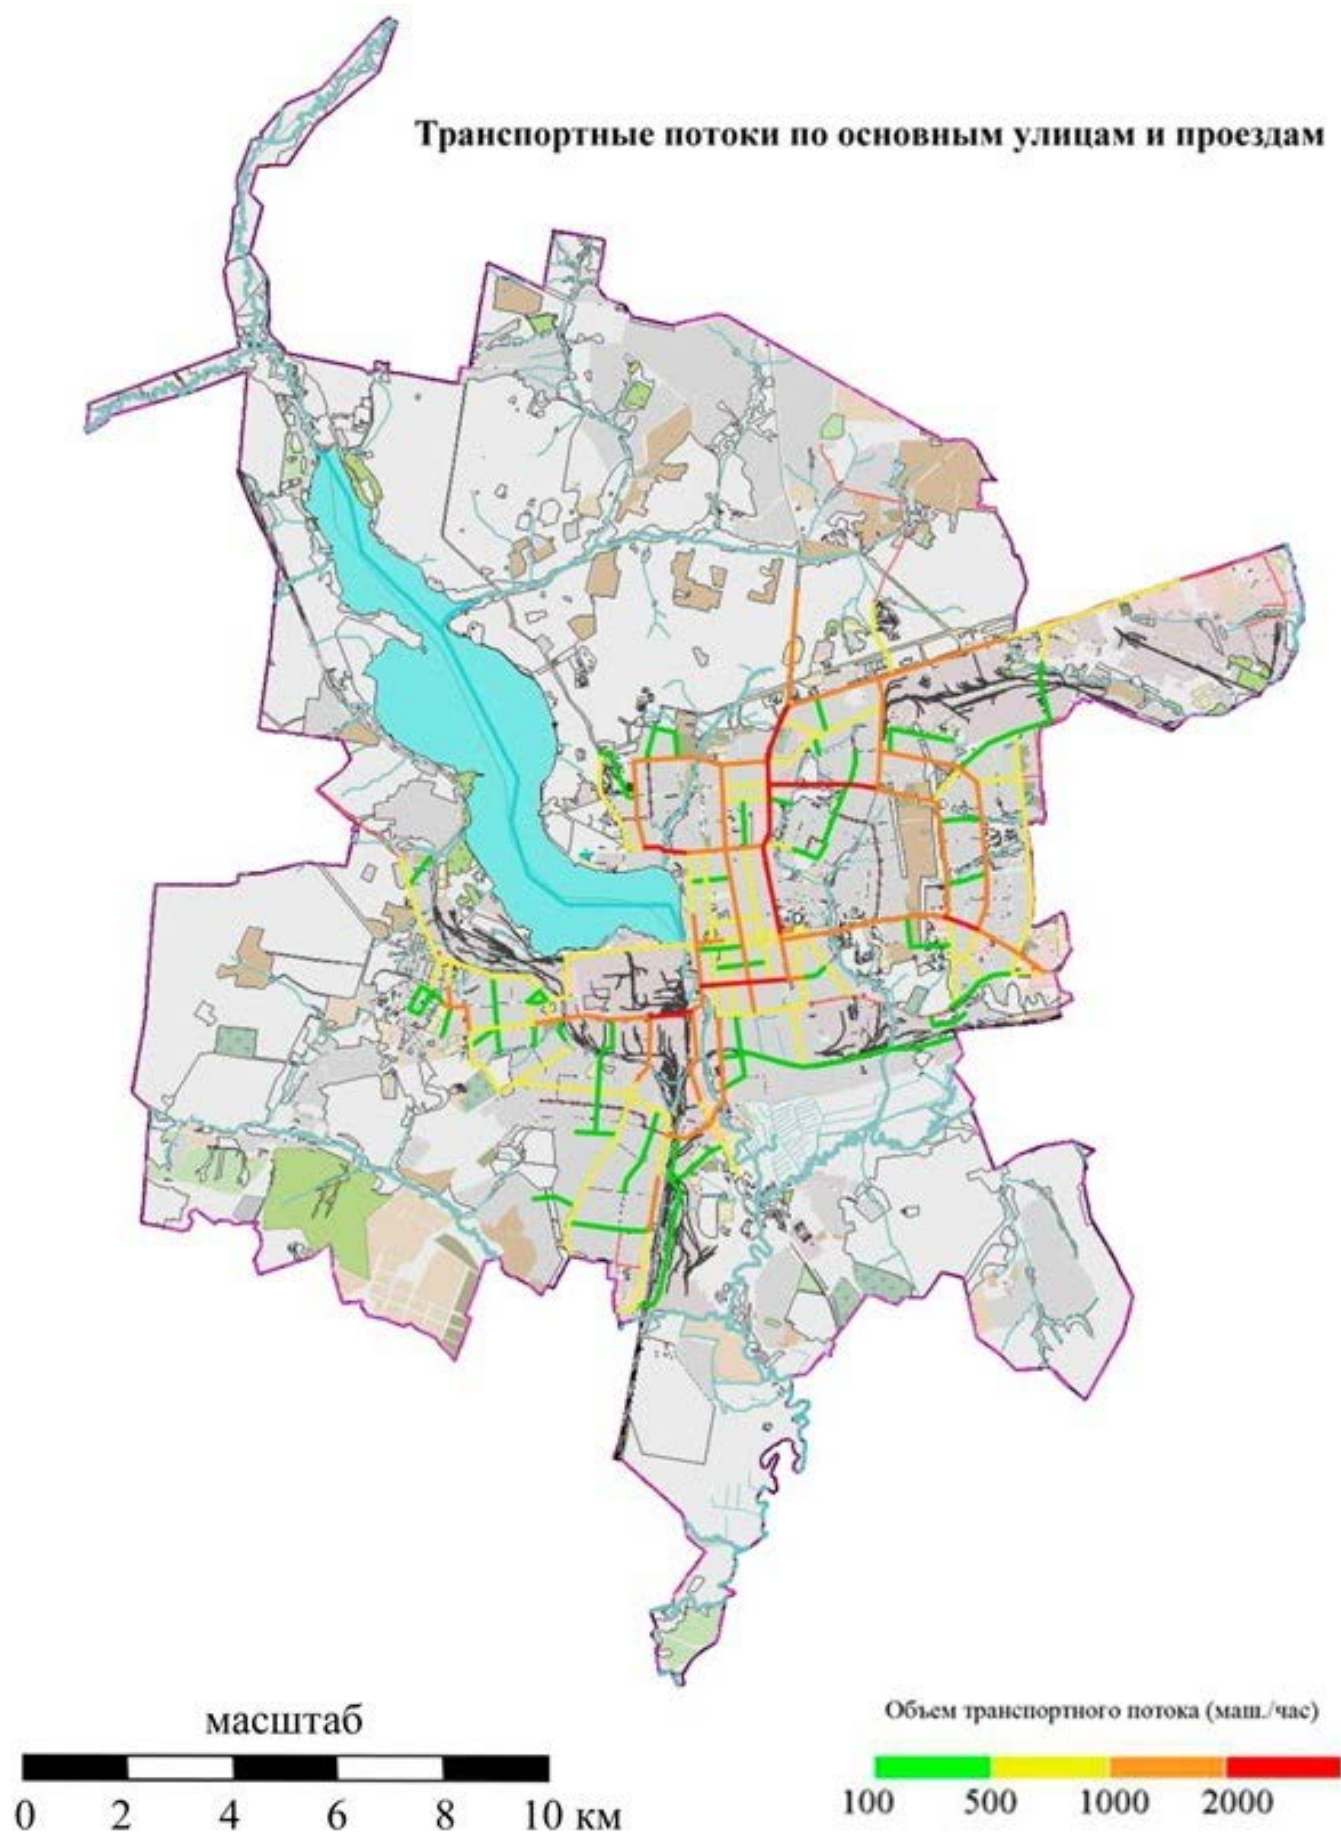 Транспортные потоки по основным улицам и проездам
масштаб
0 2 4 6 8 10 км
Объем транспортного потока (маш./час)
100 500 1000 2000